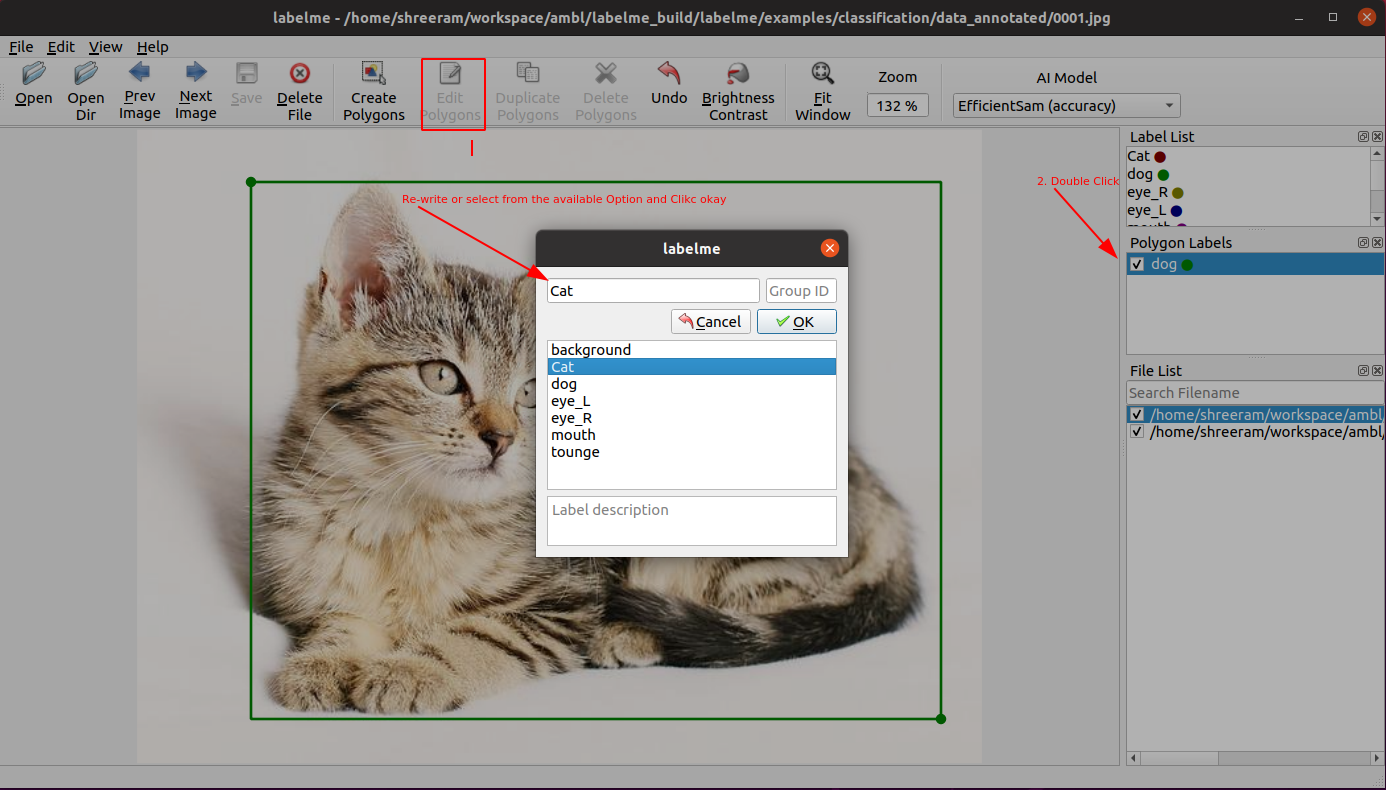 labelme - /home/shreeram/workspace/ambl/labelme_build/labelme/examples/classification/data_annotated/0001.jpg
File Edit View Help
Open
Open Dir
Prev Image
Next Image
Save
Delete File
Create Polygons
Edit Polygons
Duplicate Polygons
Delete Polygons
Undo
Brightness Contrast
Fit Window
Zoom
132 %
AI Model
EfficientSam (accuracy)
I
Re-write or select from the available Option and Clikc okay
2. Double Click
labelme
Cat
Group ID
Cancel
OK
background
Cat
dog
eye_L
eye_R
mouth
tounge
Label description
Label List
Cat
dog
eye_R
eye_L
mouth
Polygon Labels
dog
File List
Search Filename
/home/shreeram/workspace/ambl/
/home/shreeram/workspace/ambl/